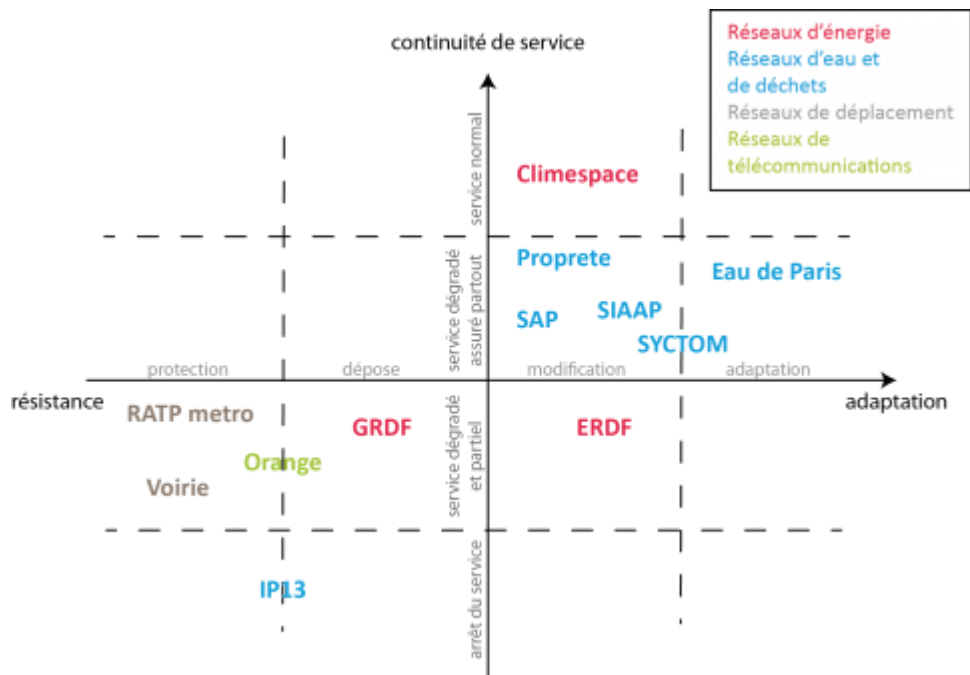 continuité de service
Réseaux d'énergie
Réseaux d'eau et
de déchets
Réseaux de déplacement
Réseaux de
télécommunications
service normal
Climespace
service dégradé
assuré partout
Proprete
Eau de Paris
SAP
SIAAP
SYCTOM
protection
dépose
modification
adaptation
résistance
adaptation
RATP metro
GRDF
ERDF
Orange
Voirie
service dégradé
et partiel
IP13
arrêt du service